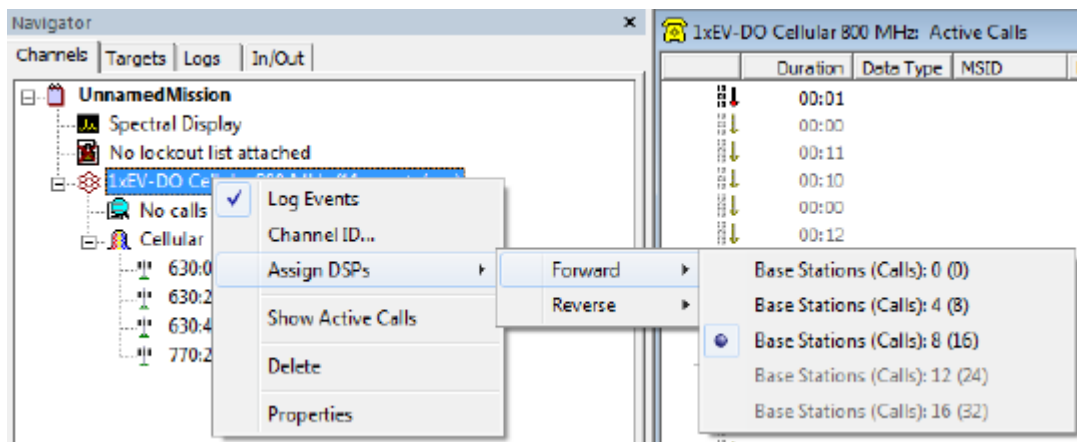 Navigator
Channels Targets Logs In/Out
UnnamedMission
Spectral Display
No lockout list attached
1xEV-DO
No calls
Cellular
630:0
630:2
630:4
770:2
Log Events
Channel ID...
Assign DSPs
Show Active Calls
Delete
Properties
Forward
Reverse
Base Stations (Calls): 0 (0)
Base Stations (Calls): 4 (8)
Base Stations (Calls): 8 (16)
Base Stations (Calls): 12 (24)
Base Stations (Calls): 16 (32)
1xEV-DO Cellular 800 MHz: Active Calls
Duration Data Type MSID
00:01
00:00
00:11
00:10
00:00
00:12